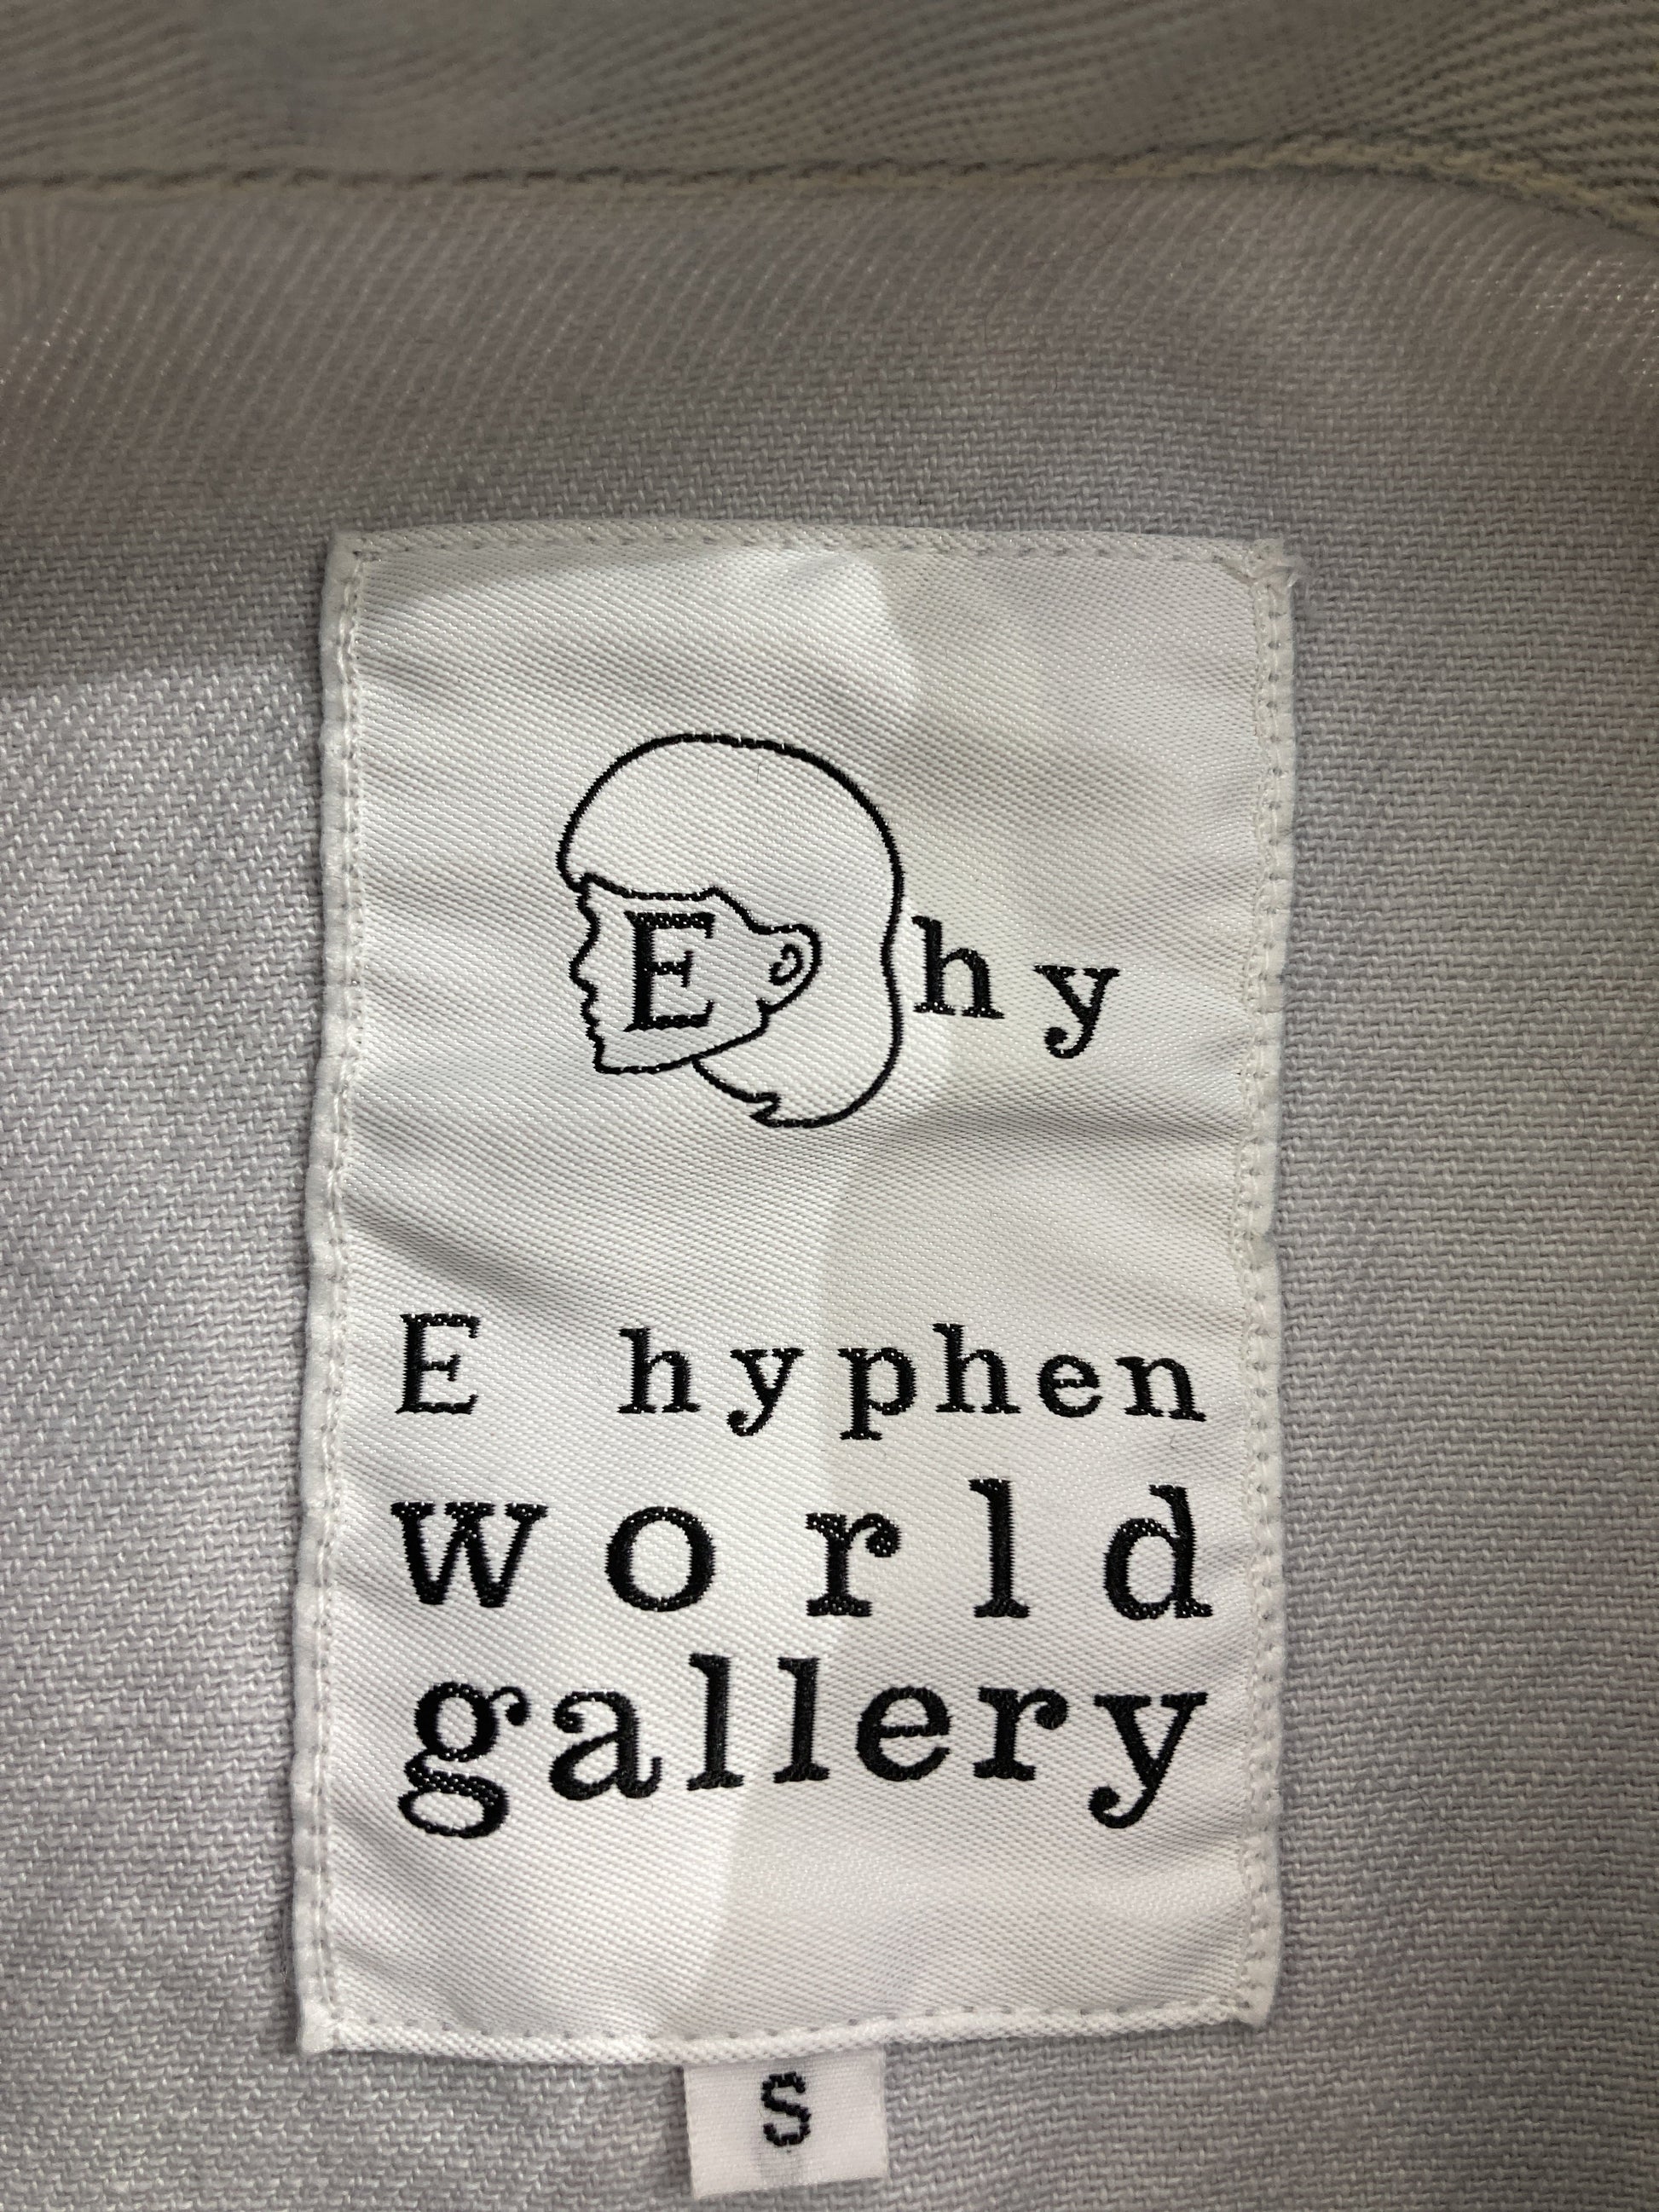 E hy
E hyphen
world
gallery
S